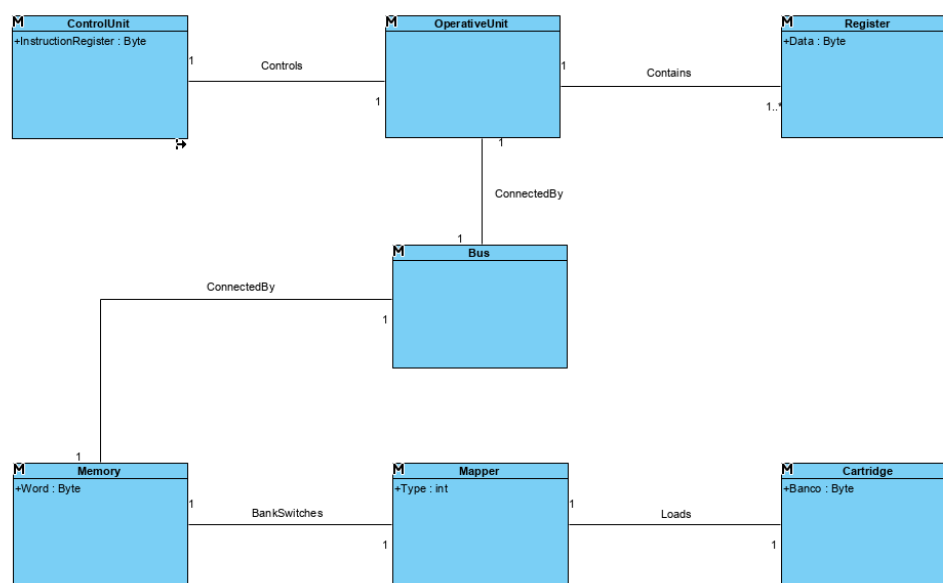 M ControlUnit
+InstructionRegister : Byte
M OperativeUnit
M Register
+Data : Byte
1
Controls
1
1
Contains
1..*
1
ConnectedBy
1
M Bus
ConnectedBy
1
1
M Memory
+Word : Byte
M Mapper
+Type : int
M Cartridge
+Banco : Byte
1
BankSwitches
1
1
Loads
1